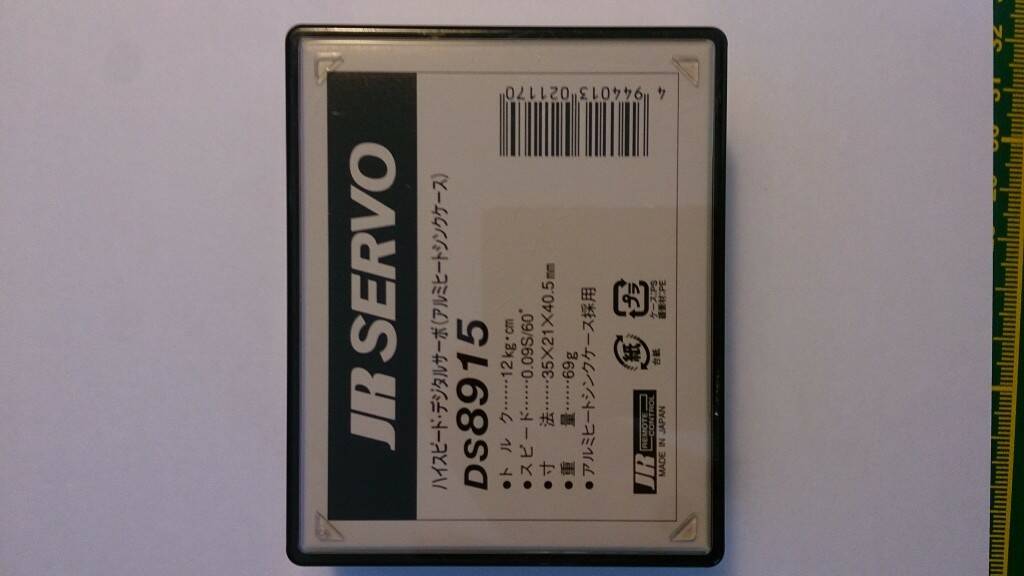 JR SERVO
ハイスピード・デジタルサーボ(アルミヒートシンクケース)
DS8915
●トルク……12kg・cm
●スピード……0.09S/60°
●寸法……35×21×40.5mm
●重量……69g
●アルミヒートシンクケース採用
JR REMOTE CONTROL
MADE IN JAPAN
紙
台紙
プラ
ケース:PS
緩衝材:PE
4 944013 021170
32
31
30
29